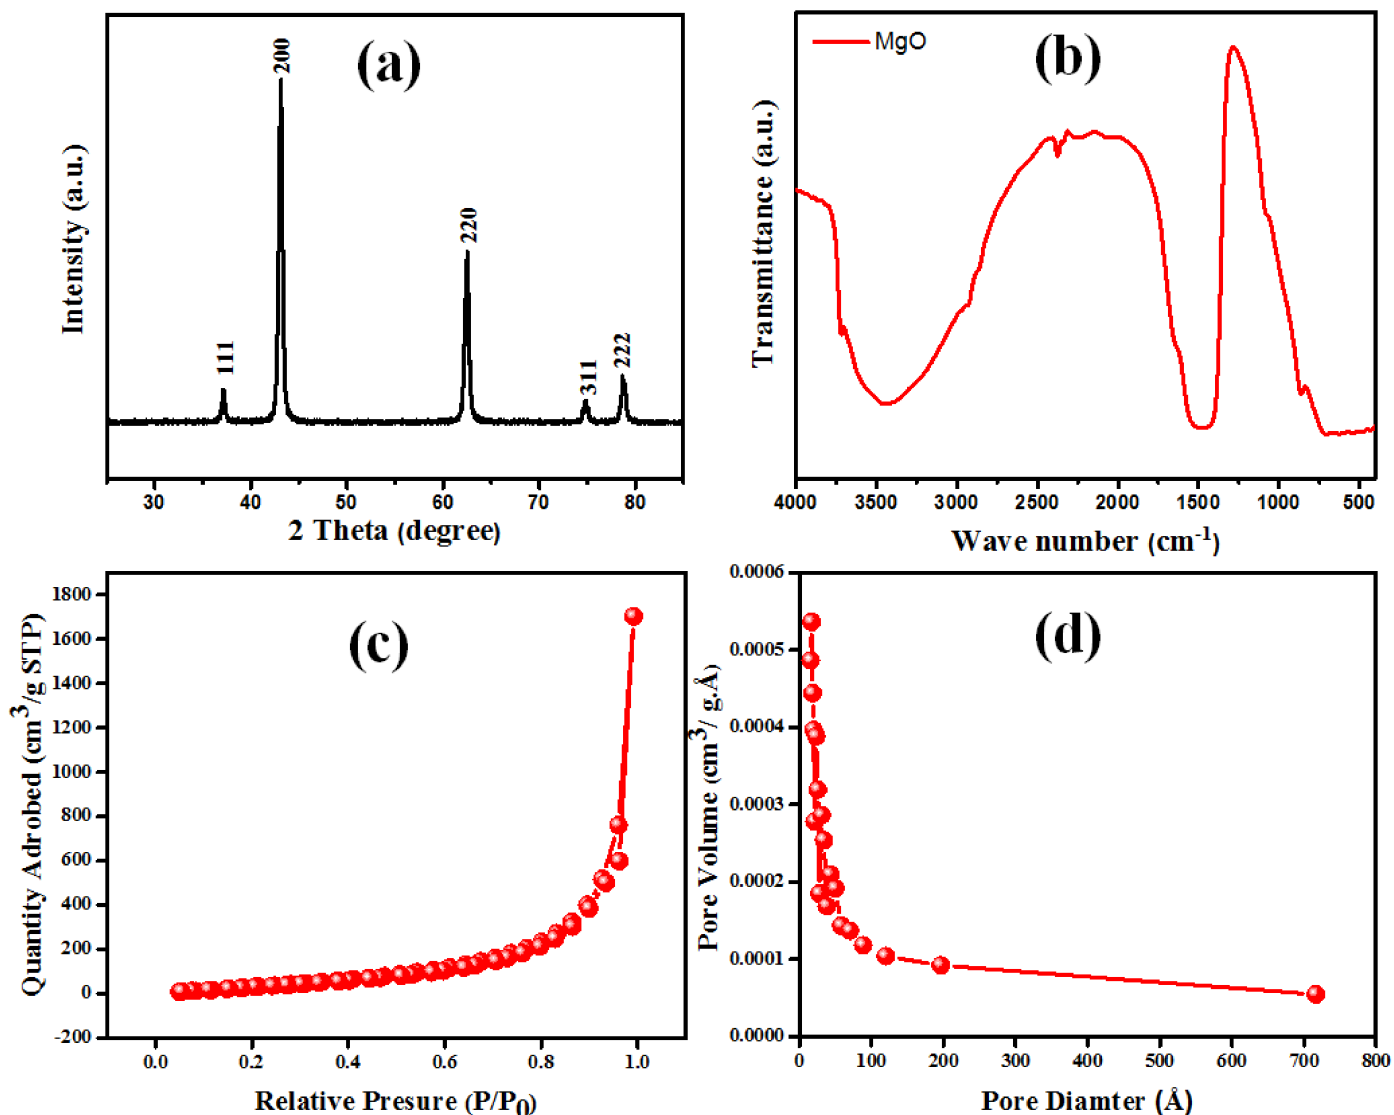 (a)
Intensity (a.u.)
111
200
220
311
222
30 40 50 60 70 80
2 Theta (degree)
(b)
MgO
Transmittance (a.u.)
4000 3500 3000 2500 2000 1500 1000 500
Wave number (cm-1)
(c)
Quantity Adrobed (cm3/g STP)
1800
1600
1400
1200
1000
800
600
400
200
0
-200
0.0 0.2 0.4 0.6 0.8 1.0
Relative Presure (P/P0)
(d)
Pore Volume (cm3/ g.Å)
0.0006
0.0005
0.0004
0.0003
0.0002
0.0001
0.0000
0 100 200 300 400 500 600 700 800
Pore Diamter (Å)